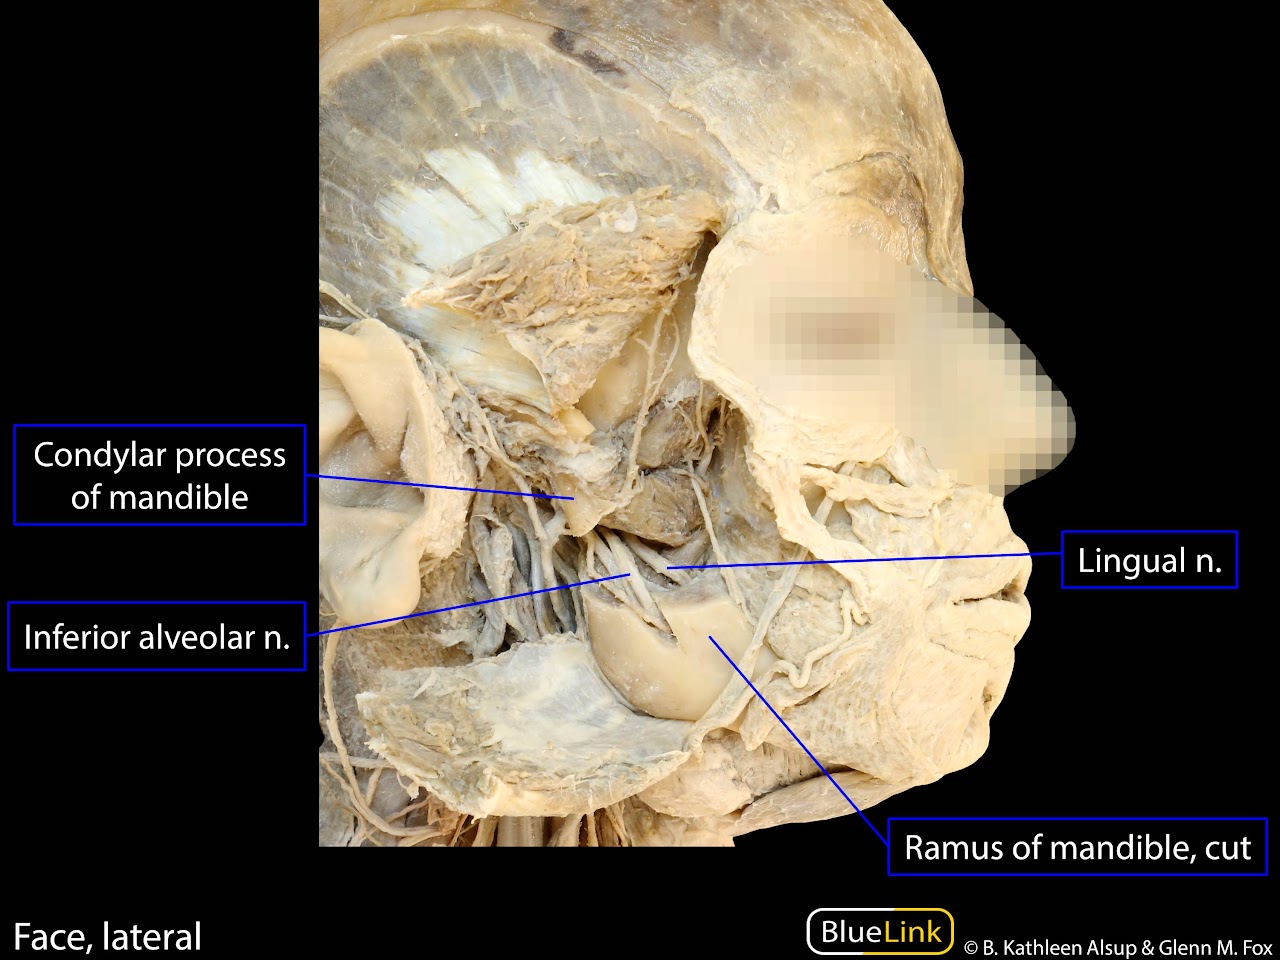 Condylar process
of mandible
Lingual n.
Inferior alveolar n.
Ramus of mandible, cut
Face, lateral
BlueLink
© B. Kathleen Alsup & Glenn M. Fox